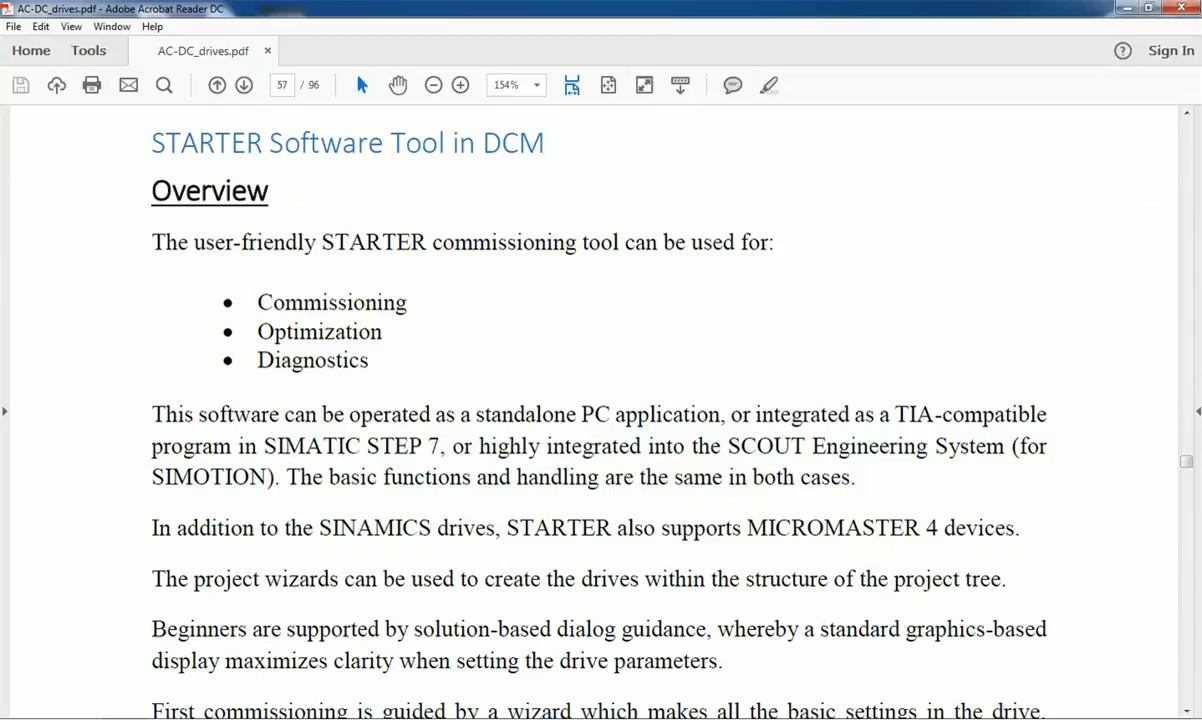 AC-DC_drives.pdf - Adobe Acrobat Reader DC
File Edit View Window Help
Home Tools AC-DC_drives.pdf × ? Sign In
57 / 96 154%
STARTER Software Tool in DCM
Overview
The user-friendly STARTER commissioning tool can be used for:
• Commissioning
• Optimization
• Diagnostics
This software can be operated as a standalone PC application, or integrated as a TIA-compatible
program in SIMATIC STEP 7, or highly integrated into the SCOUT Engineering System (for
SIMOTION). The basic functions and handling are the same in both cases.
In addition to the SINAMICS drives, STARTER also supports MICROMASTER 4 devices.
The project wizards can be used to create the drives within the structure of the project tree.
Beginners are supported by solution-based dialog guidance, whereby a standard graphics-based
display maximizes clarity when setting the drive parameters.
First commissioning is guided by a wizard which makes all the basic settings in the drive.